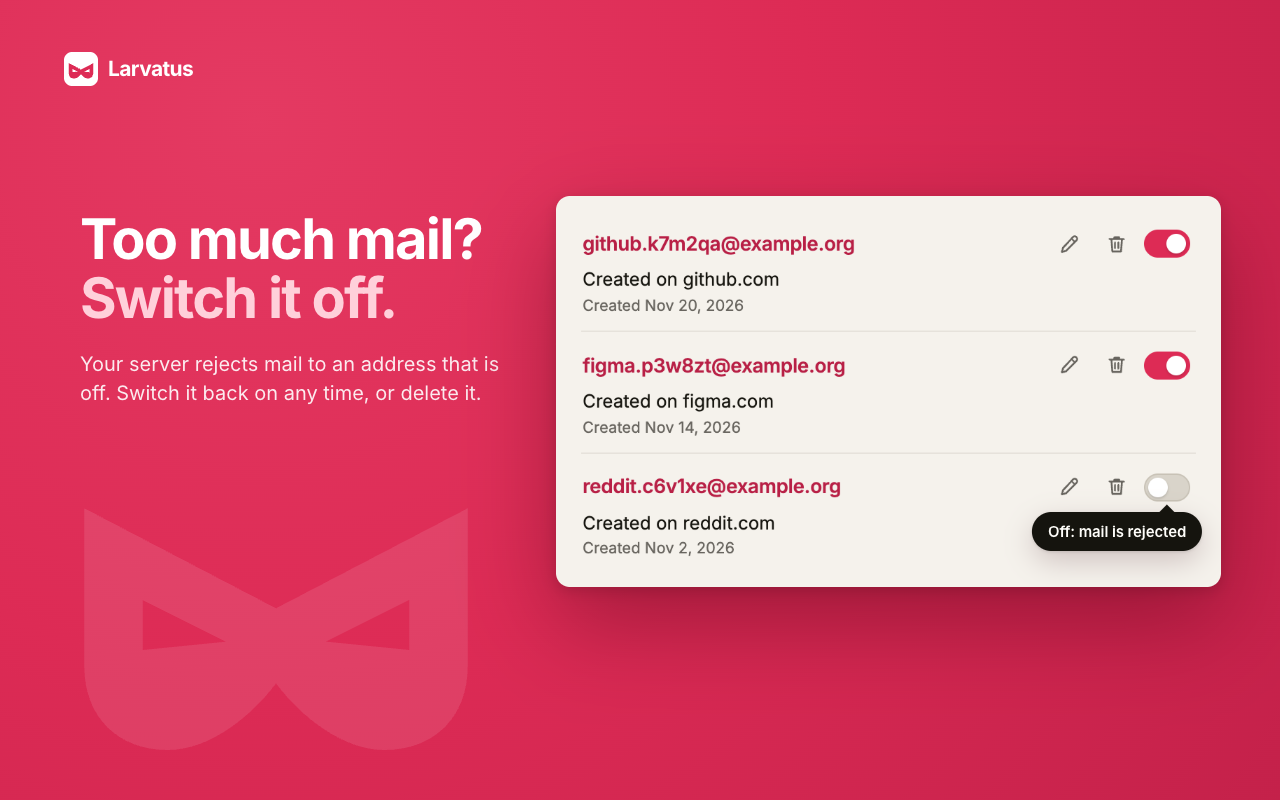 Larvatus
Too much mail?
Switch it off.
Your server rejects mail to an address that is
off. Switch it back on any time, or delete it.
github.k7m2qa@example.org
Created on github.com
Created Nov 20, 2026
figma.p3w8zt@example.org
Created on figma.com
Created Nov 14, 2026
reddit.c6v1xe@example.org
Created on reddit.com
Created Nov 2, 2026
Off: mail is rejected